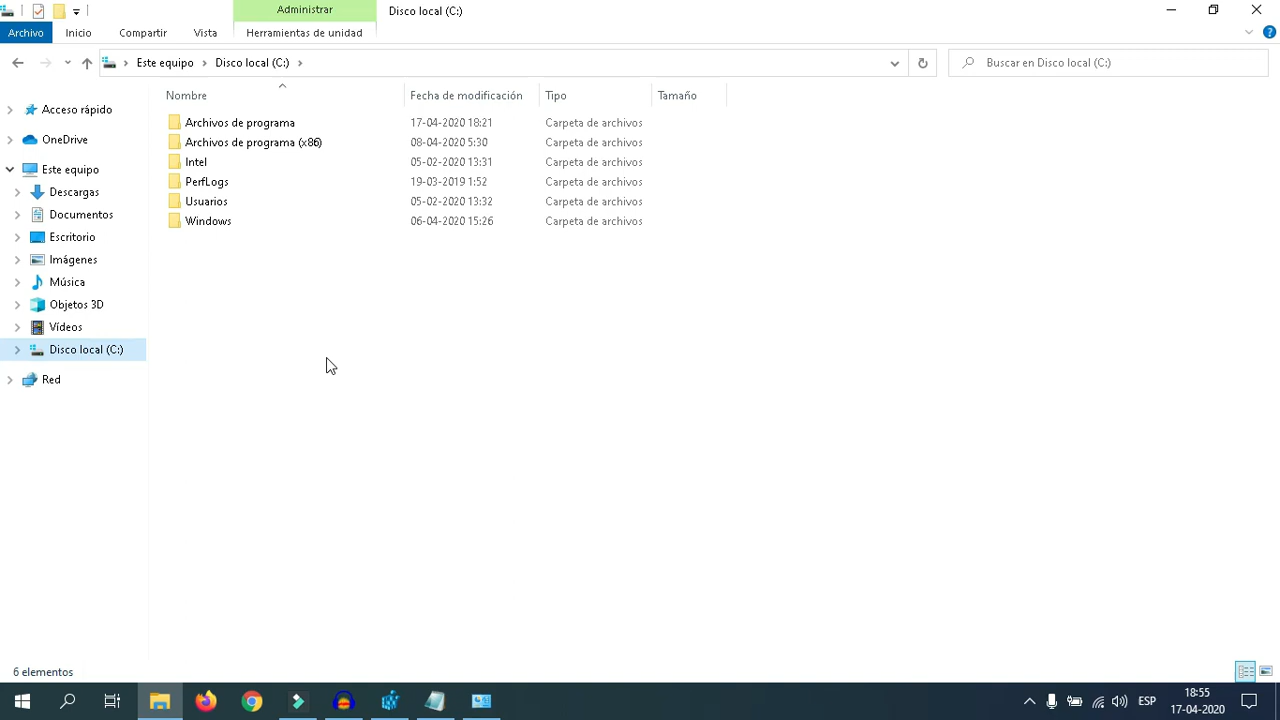 Administrar
Disco local (C:)
Archivo
Inicio
Compartir
Vista
Herramientas de unidad
Este equipo
Disco local (C:)
Buscar en Disco local (C:)
Nombre
Fecha de modificación
Tipo
Tamaño
Acceso rápido
OneDrive
Este equipo
Descargas
Documentos
Escritorio
Imágenes
Música
Objetos 3D
Vídeos
Disco local (C:)
Red
Archivos de programa 17-04-2020 18:21 Carpeta de archivos
Archivos de programa (x86) 08-04-2020 5:30 Carpeta de archivos
Intel 05-02-2020 13:31 Carpeta de archivos
PerfLogs 19-03-2019 1:52 Carpeta de archivos
Usuarios 05-02-2020 13:32 Carpeta de archivos
Windows 06-04-2020 15:26 Carpeta de archivos
6 elementos
ESP
18:55
17-04-2020